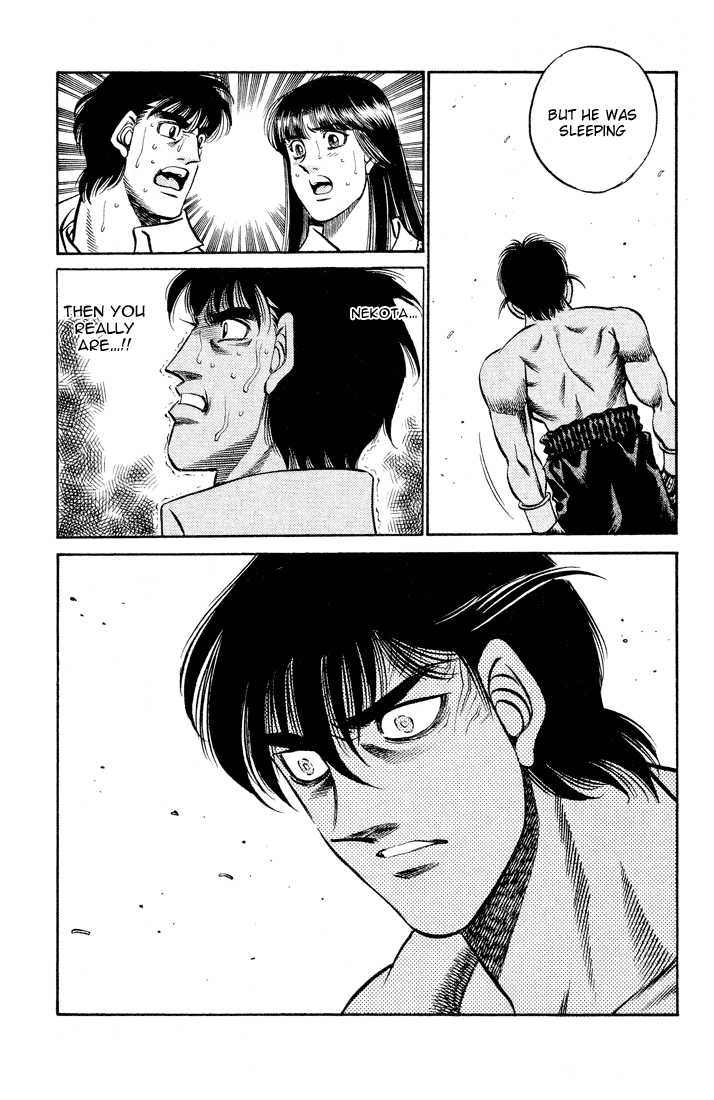 BUT HE WAS
SLEEPING
NEKOTA...
THEN YOU
REALLY
ARE...!!